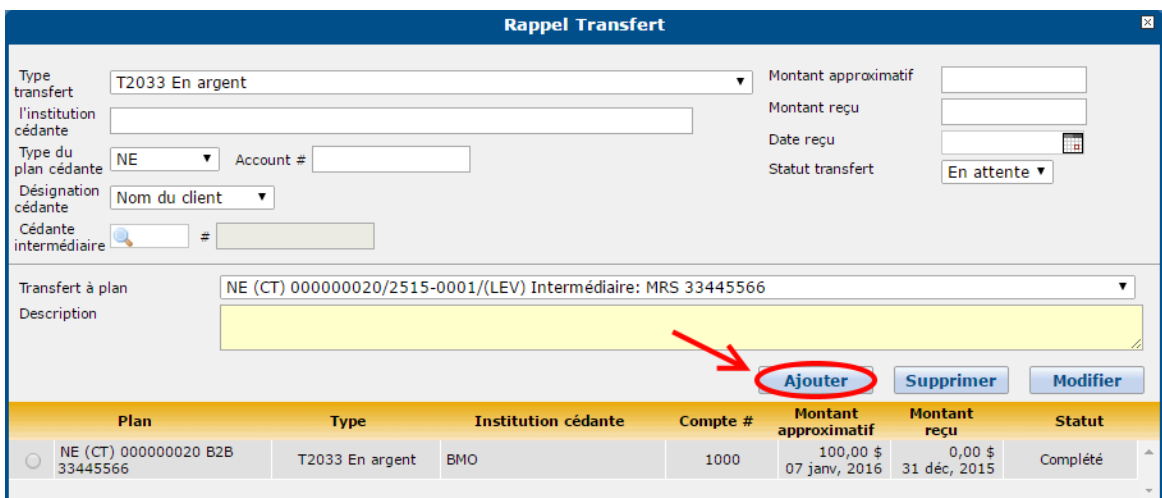 Rappel Transfert
Type
transfert
T2033 En argent
Montant approximatif
l'institution
cédante
Montant reçu
Date reçu
Type du
plan cédante
NE
Account #
Statut transfert
En attente
Désignation
cédante
Nom du client
Cédante
intermédiaire
#
Transfert à plan
NE (CT) 000000020/2515-0001/(LEV) Intermédiaire: MRS 33445566
Description
Ajouter
Supprimer
Modifier
Plan
Type
Institution cédante
Compte #
Montant
approximatif
Montant
reçu
Statut
NE (CT) 000000020 B2B
33445566
T2033 En argent
BMO
1000
100,00 $
07 janv, 2016
0,00 $
31 déc, 2015
Complété